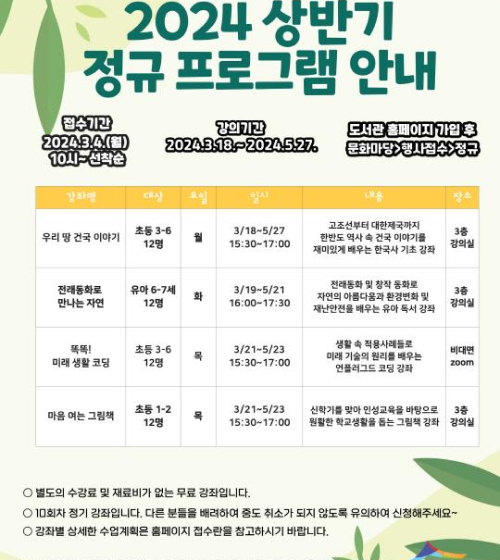 2024 상반기
정규 프로그램 안내
접수기간
2024.3.4.(월)
10시~ 선착순
강의기간
2024.3.18.~ 2024.5.27.
도서관 홈페이지 가입 후
문화마당>행사접수>정규
강좌명 대상 요일 일시 내용 장소
우리 땅 건국 이야기
초등 3-6
12명
월
3/18~5/27
15:30~17:00
고조선부터 대한제국까지
한반도 역사 속 건국 이야기를
재미있게 배우는 한국사 기초 강좌
3층
강의실
전래동화로
만나는 자연
유아 6-7세
12명
화
3/19~5/21
16:00~17:30
전래동화 및 창작 동화로
자연의 아름다움과 환경변화 및
재난안전을 배우는 유아 독서 강좌
3층
강의실
똑똑!
미래 생활 코딩
초등 3-6
12명
목
3/21~5/23
15:30~17:00
생활 속 적용사례들로
미래 기술의 원리를 배우는
언플러그드 코딩 강좌
비대면
zoom
마음 여는 그림책
초등 1-2
12명
목
3/21~5/23
15:30~17:00
신학기를 맞아 인성교육을 바탕으로
원활한 학교생활을 돕는 그림책 강좌
3층
강의실
○ 별도의 수강료 및 재료비가 없는 무료 강좌입니다.
○ 10회차 정기 강좌입니다. 다른 분들을 배려하여 중도 취소가 되지 않도록 유의하여 신청해주세요~
○ 강좌별 상세한 수업계획은 홈페이지 접수란을 참고하시기 바랍니다.